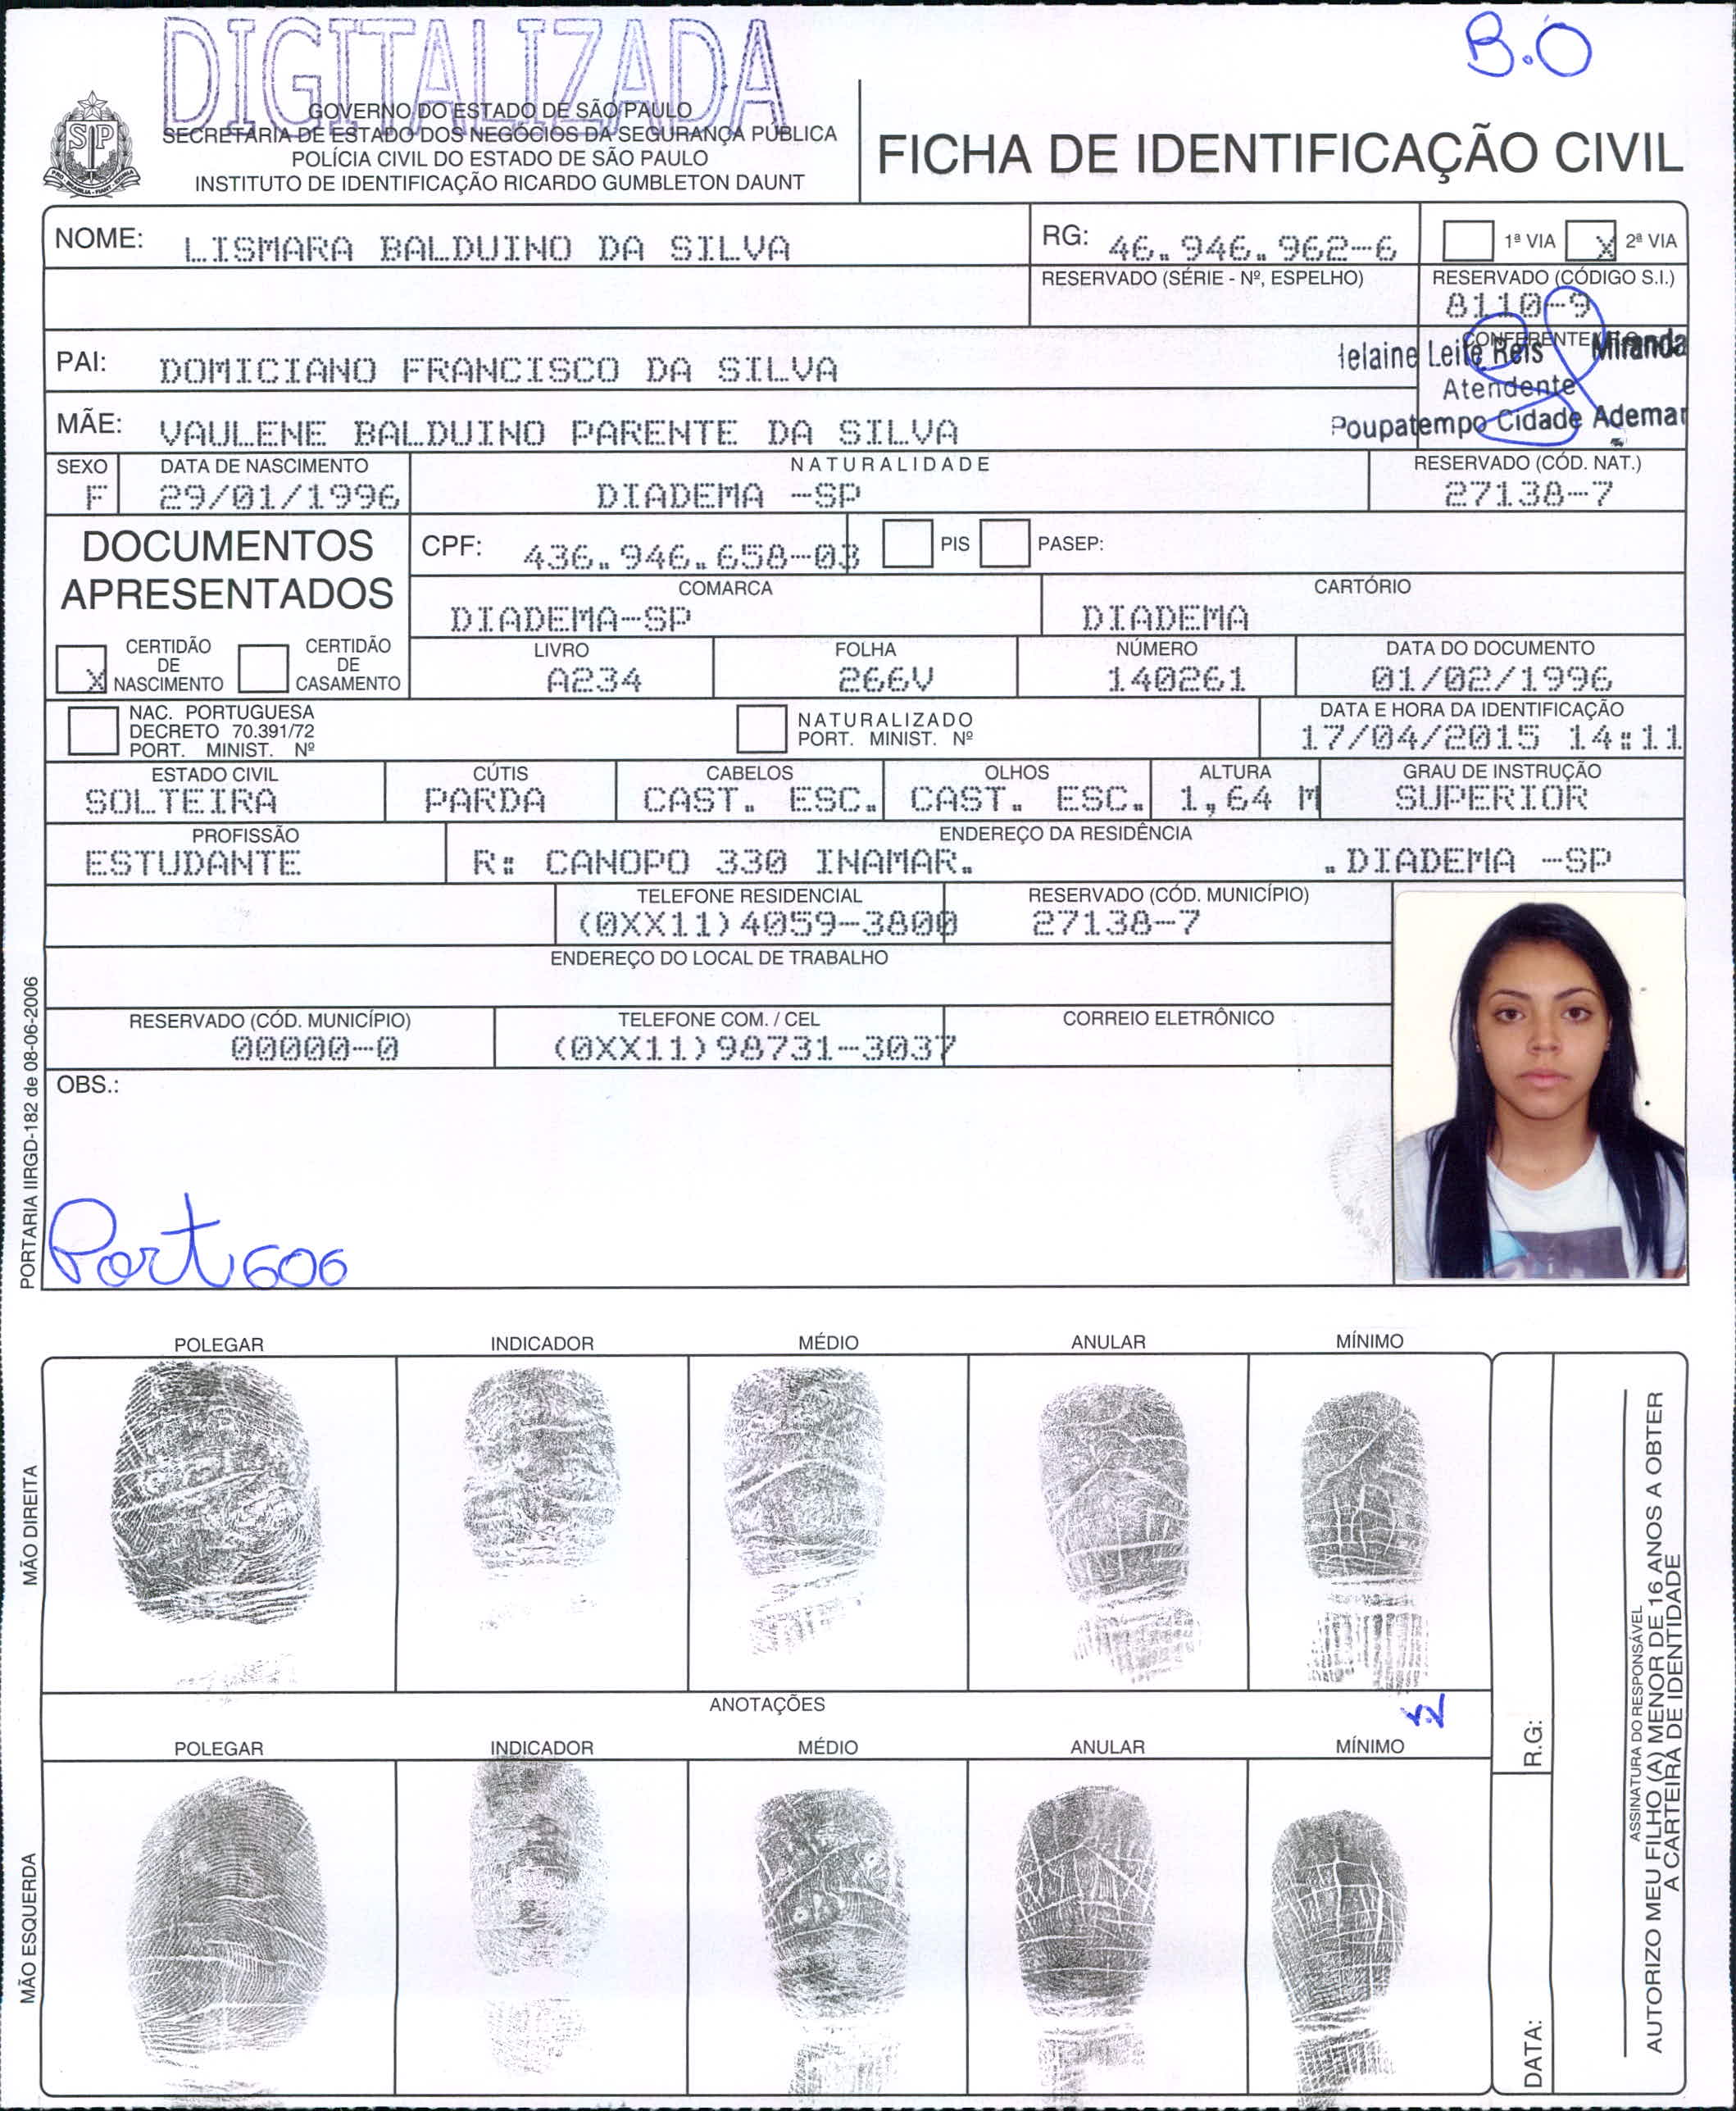 DIGITALIZADA
B.O
GOVERNO DO ESTADO DE SÃO PAULO
SECRETARIA DE ESTADO DOS NEGÓCIOS DA SEGURANÇA PÚBLICA
POLÍCIA CIVIL DO ESTADO DE SÃO PAULO
INSTITUTO DE IDENTIFICAÇÃO RICARDO GUMBLETON DAUNT
FICHA DE IDENTIFICAÇÃO CIVIL
NOME: LISMARA BALDUINO DA SILVA
RG: 46.946.962-6
1ª VIA X 2ª VIA
RESERVADO (SÉRIE - Nº, ESPELHO)
RESERVADO (CÓDIGO S.I.)
8110-9
PAI: DOMICIANO FRANCISCO DA SILVA
CONFERENTE
Leite Reis Miranda
Atendente
Poupatempo Cidade Ademar
MÃE: VAULENE BALDUINO PARENTE DA SILVA
SEXO DATA DE NASCIMENTO NATURALIDADE RESERVADO (CÓD. NAT.)
F 29/01/1996 DIADEMA -SP 27138-7
DOCUMENTOS
APRESENTADOS
CPF: 436.946.658-03 PIS PASEP:
COMARCA CARTÓRIO
DIADEMA-SP DIADEMA
X CERTIDÃO DE NASCIMENTO
CERTIDÃO DE CASAMENTO
LIVRO FOLHA NÚMERO DATA DO DOCUMENTO
A234 266V 140261 01/02/1996
NAC. PORTUGUESA
DECRETO 70.391/72
PORT. MINIST. Nº
NATURALIZADO
PORT. MINIST. Nº
DATA E HORA DA IDENTIFICAÇÃO
17/04/2015 14:11
ESTADO CIVIL CÚTIS CABELOS OLHOS ALTURA GRAU DE INSTRUÇÃO
SOLTEIRA PARDA CAST. ESC. CAST. ESC. 1,64 M SUPERIOR
PROFISSÃO ENDEREÇO DA RESIDÊNCIA
ESTUDANTE R: CANOPO 330 INAMAR. .DIADEMA -SP
TELEFONE RESIDENCIAL RESERVADO (CÓD. MUNICÍPIO)
(0XX11)4059-3800 27138-7
ENDEREÇO DO LOCAL DE TRABALHO
RESERVADO (CÓD. MUNICÍPIO) TELEFONE COM. / CEL CORREIO ELETRÔNICO
00000-0 (0XX11)98731-3037
OBS.:
Port 606
PORTARIA IIRGD-182 de 08-06-2006
POLEGAR INDICADOR MÉDIO ANULAR MÍNIMO
MÃO DIREITA
ANOTAÇÕES
POLEGAR INDICADOR MÉDIO ANULAR MÍNIMO
MÃO ESQUERDA
R.G:
DATA:
ASSINATURA DO RESPONSÁVEL
AUTORIZO MEU FILHO (A) MENOR DE 16 ANOS A OBTER
A CARTEIRA DE IDENTIDADE